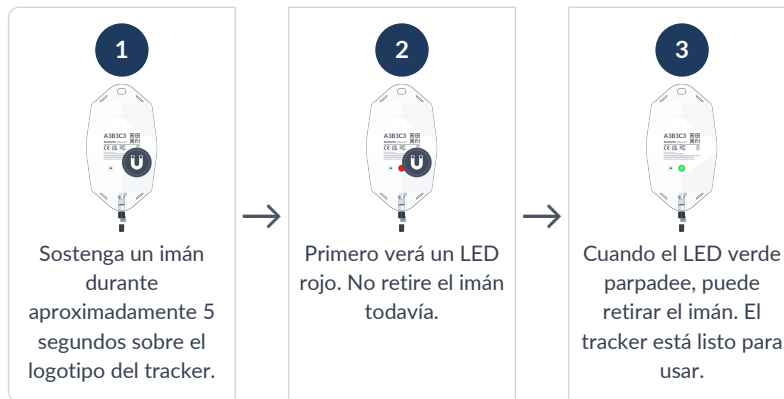 1
A3B3C3
Sostenga un imán
durante
aproximadamente 5
segundos sobre el
logotipo del tracker.
2
A3B3C3
Primero verá un LED
rojo. No retire el imán
todavía.
3
A3B3C3
Cuando el LED verde
parpadee, puede
retirar el imán. El
tracker está listo para
usar.